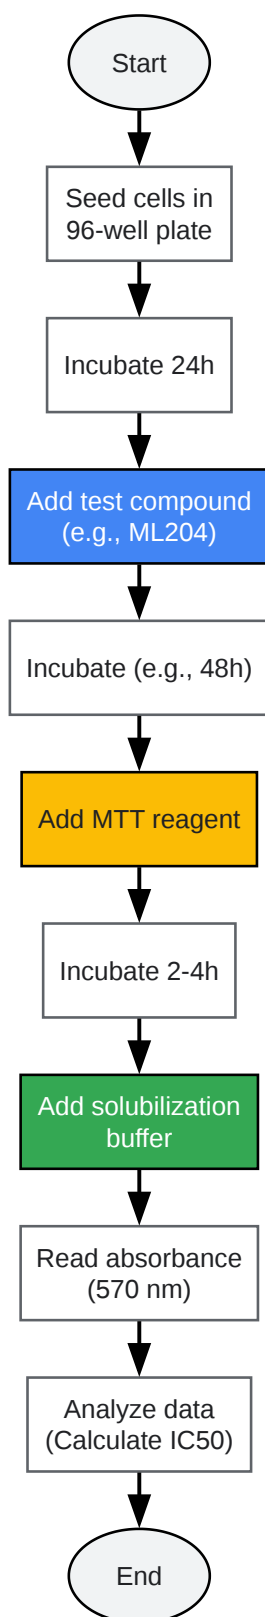 Start
Seed cells in
96-well plate
Incubate 24h
Add test compound
(e.g., ML204)
Incubate (e.g., 48h)
Add MTT reagent
Incubate 2-4h
Add solubilization
buffer
Read absorbance
(570 nm)
Analyze data
(Calculate IC50)
End